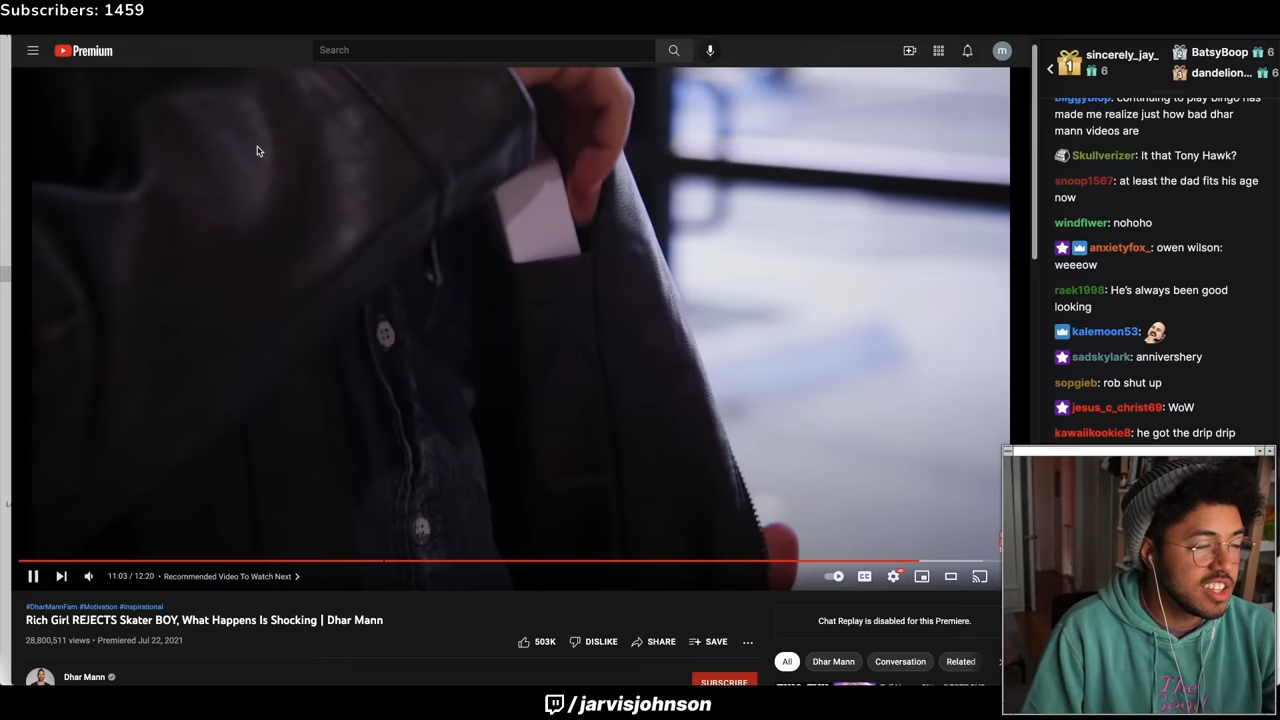 Subscribers: 1459
Premium
Search
m
sincerely_jay_
6
BatsyBoop 6
dandelion... 6
bliggyblop: continuing to play bingo has
made me realize just how bad dhar
mann videos are
Skullverizer: It that Tony Hawk?
snoop1567: at least the dad fits his age
now
windflwer: nohoho
anxietyfox_: owen wilson:
weeeow
raek1998: He's always been good
looking
kalemoon53:
sadskylark: annivershery
sopgieb: rob shut up
jesus_c_christ69: WoW
kawaiikookie8: he got the drip drip
11:03 / 12:20 • Recommended Video To Watch Next
#DharMannFam #Motivation #Inspirational
Rich Girl REJECTS Skater BOY, What Happens Is Shocking | Dhar Mann
28,800,511 views • Premiered Jul 22, 2021
503K
DISLIKE
SHARE
SAVE
Chat Replay is disabled for this Premiere.
All
Dhar Mann
Conversation
Related
Dhar Mann
SUBSCRIBE
The
Good
/jarvisjohnson